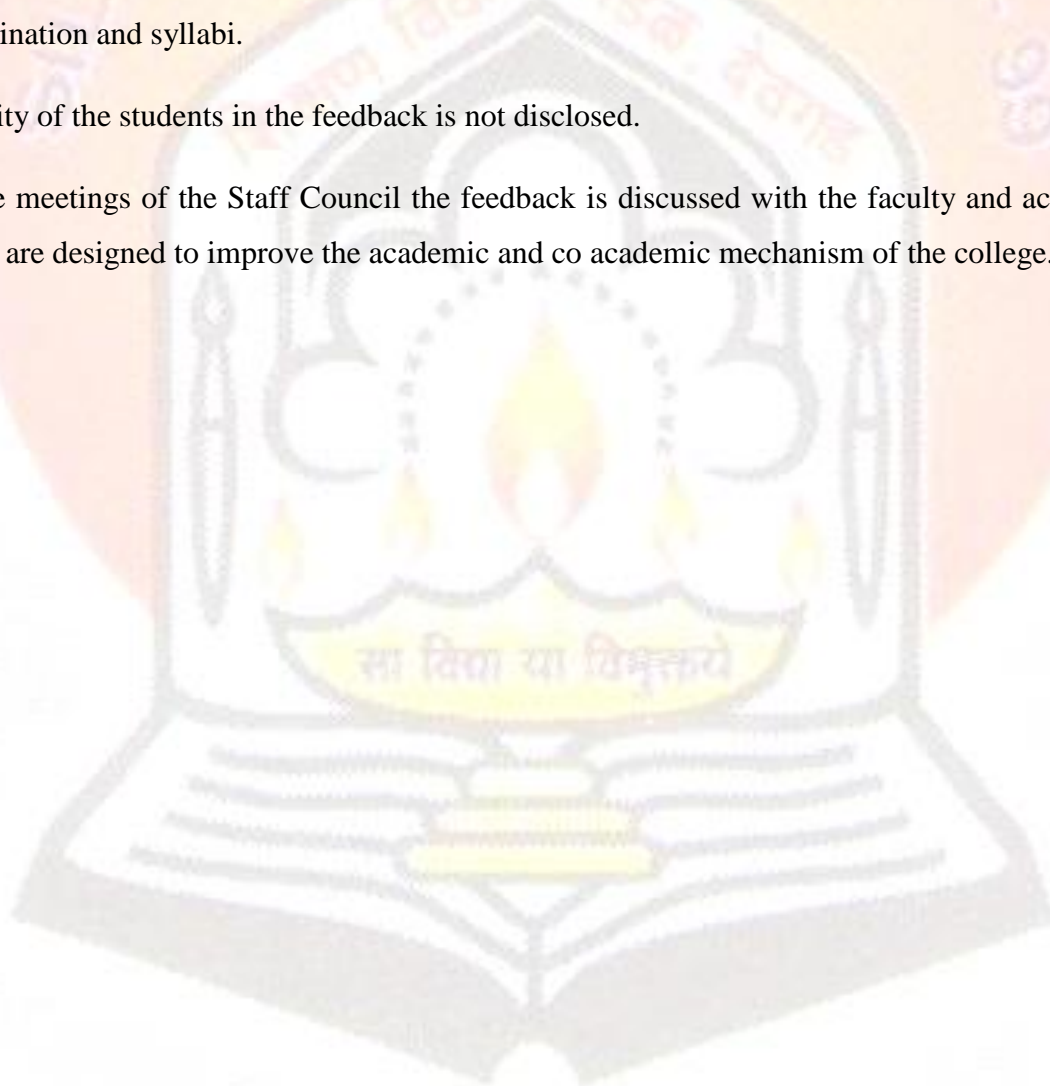 ination and syllabi.
ity of the students in the feedback is not disclosed.
e meetings of the Staff Council the feedback is discussed with the faculty and ac
are designed to improve the academic and co academic mechanism of the college.
सा विद्या या विमुक्तये